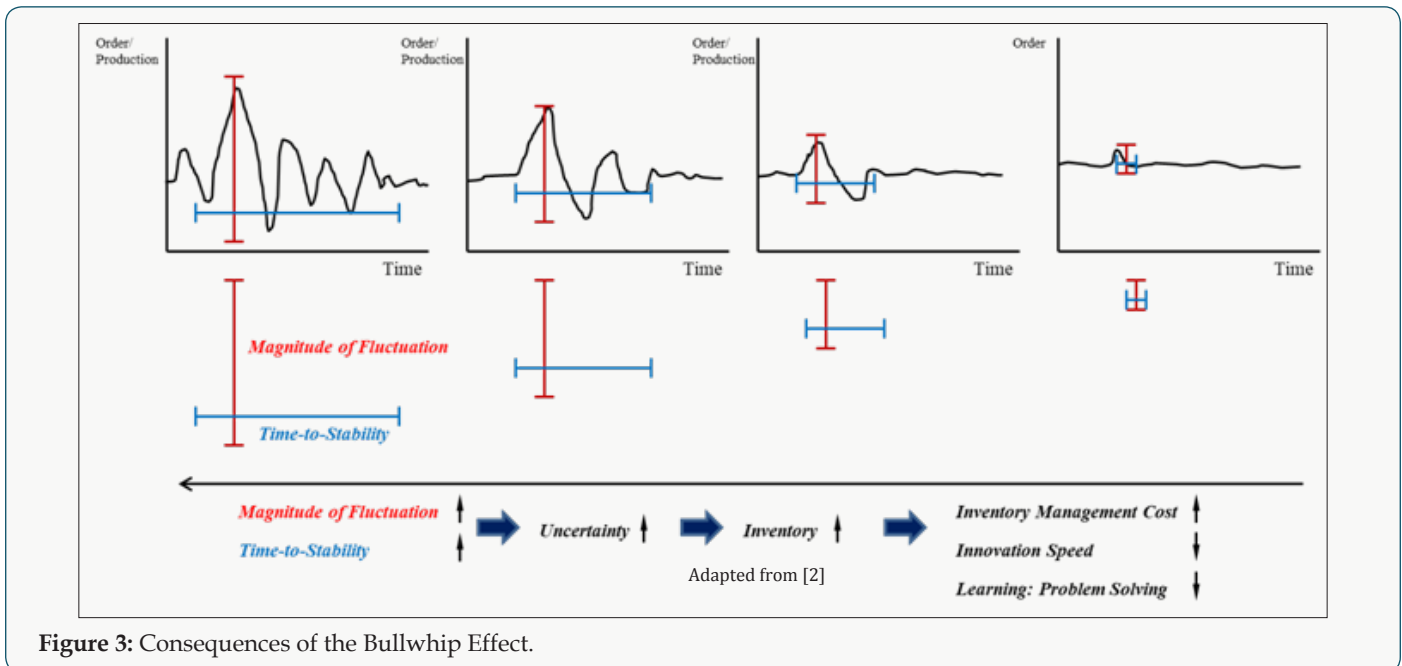 Order/
Production
Order/
Production
Order/
Production
Order
Time
Time
Time
Time
Magnitude of Fluctuation
Time-to-Stability
Magnitude of Fluctuation
Time-to-Stability
Uncertainty
Inventory
Inventory Management Cost
Innovation Speed
Learning: Problem Solving
Adapted from [2]
Figure 3: Consequences of the Bullwhip Effect.